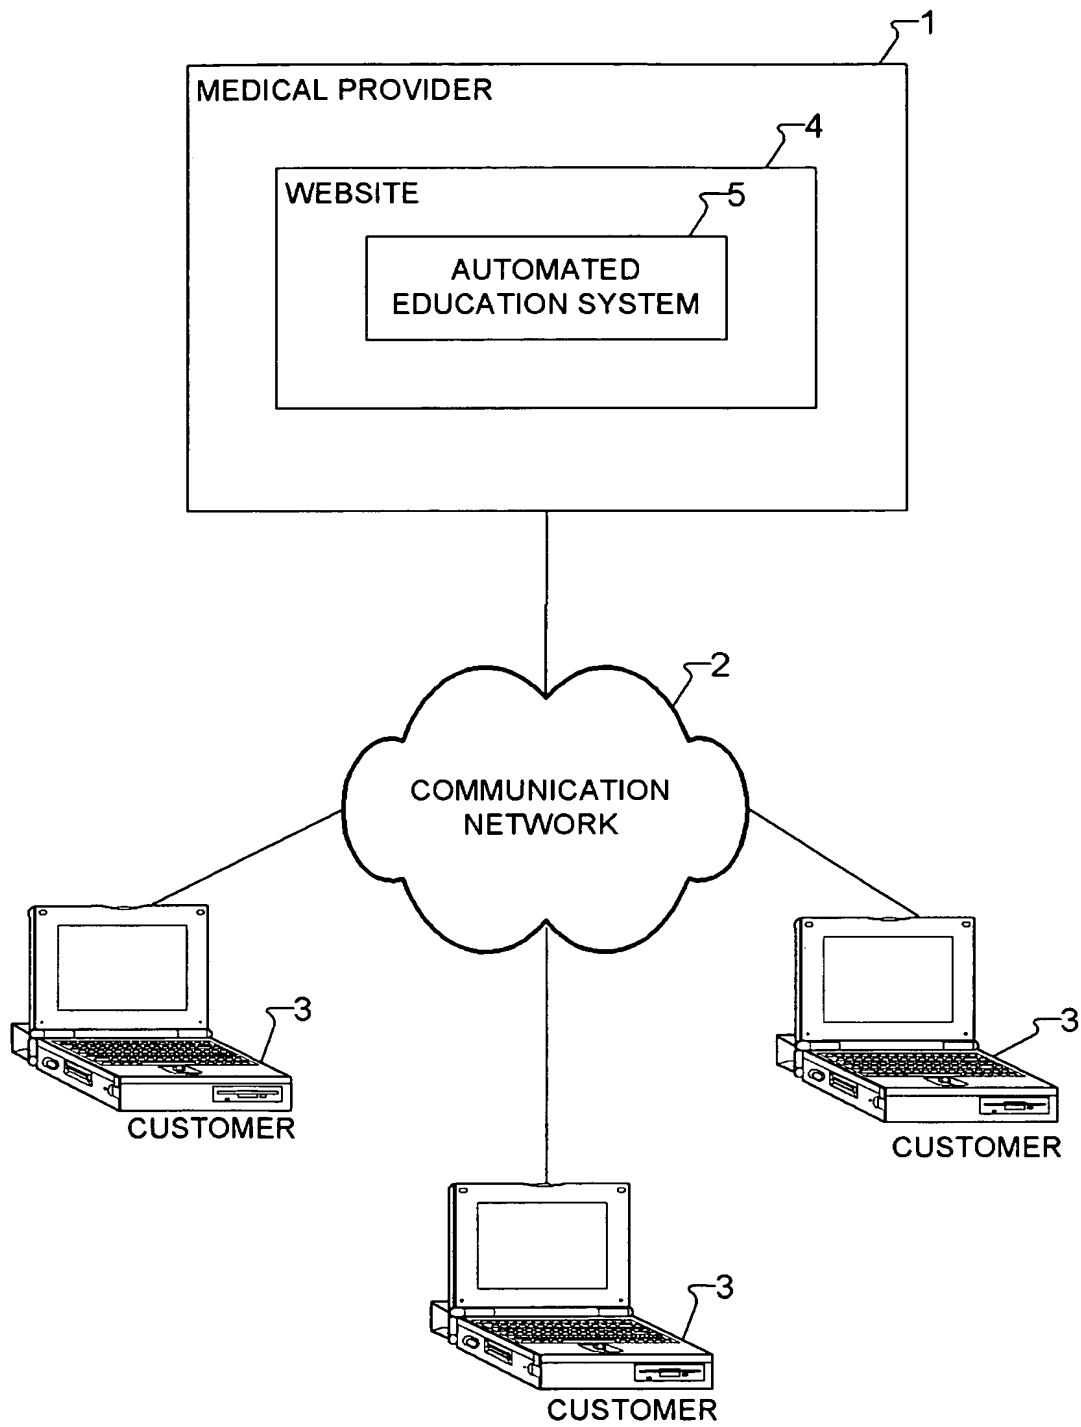 1
MEDICAL PROVIDER
4
WEBSITE
5
AUTOMATED
EDUCATION SYSTEM
2
COMMUNICATION
NETWORK
3
CUSTOMER
3
CUSTOMER
3
CUSTOMER